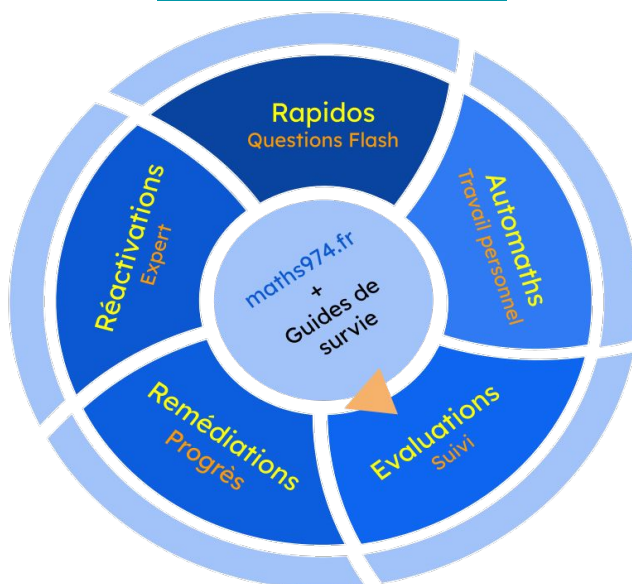 Rapidos
Questions Flash
Automaths
Travail personnel
Evaluations
Suivi
Remédiations
Progrès
Réactivations
Expert
maths974.fr
+
Guides de
survie